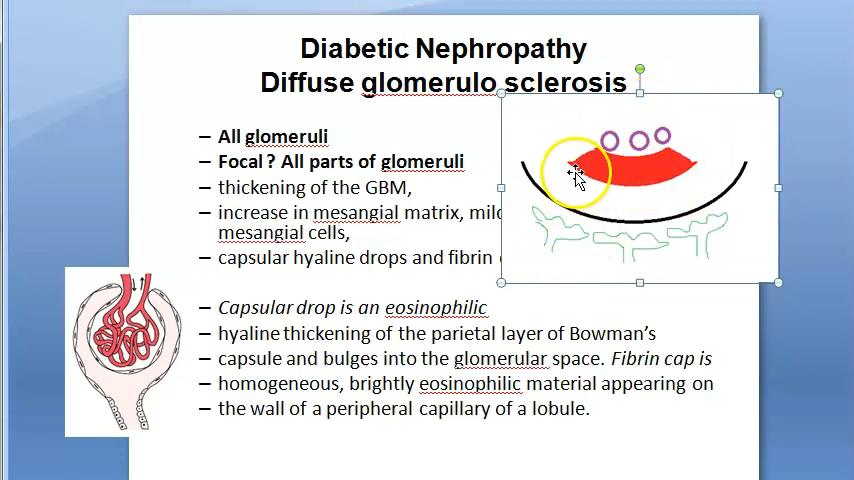 Diabetic Nephropathy
Diffuse glomerulo sclerosis
– All glomeruli
– Focal ? All parts of glomeruli
– thickening of the GBM,
– increase in mesangial matrix,
mesangial cells,
– capsular hyaline drops and fibrin
– Capsular drop is an eosinophilic
– hyaline thickening of the parietal layer of Bowman's
– capsule and bulges into the glomerular space. Fibrin cap is
– homogeneous, brightly eosinophilic material appearing on
– the wall of a peripheral capillary of a lobule.